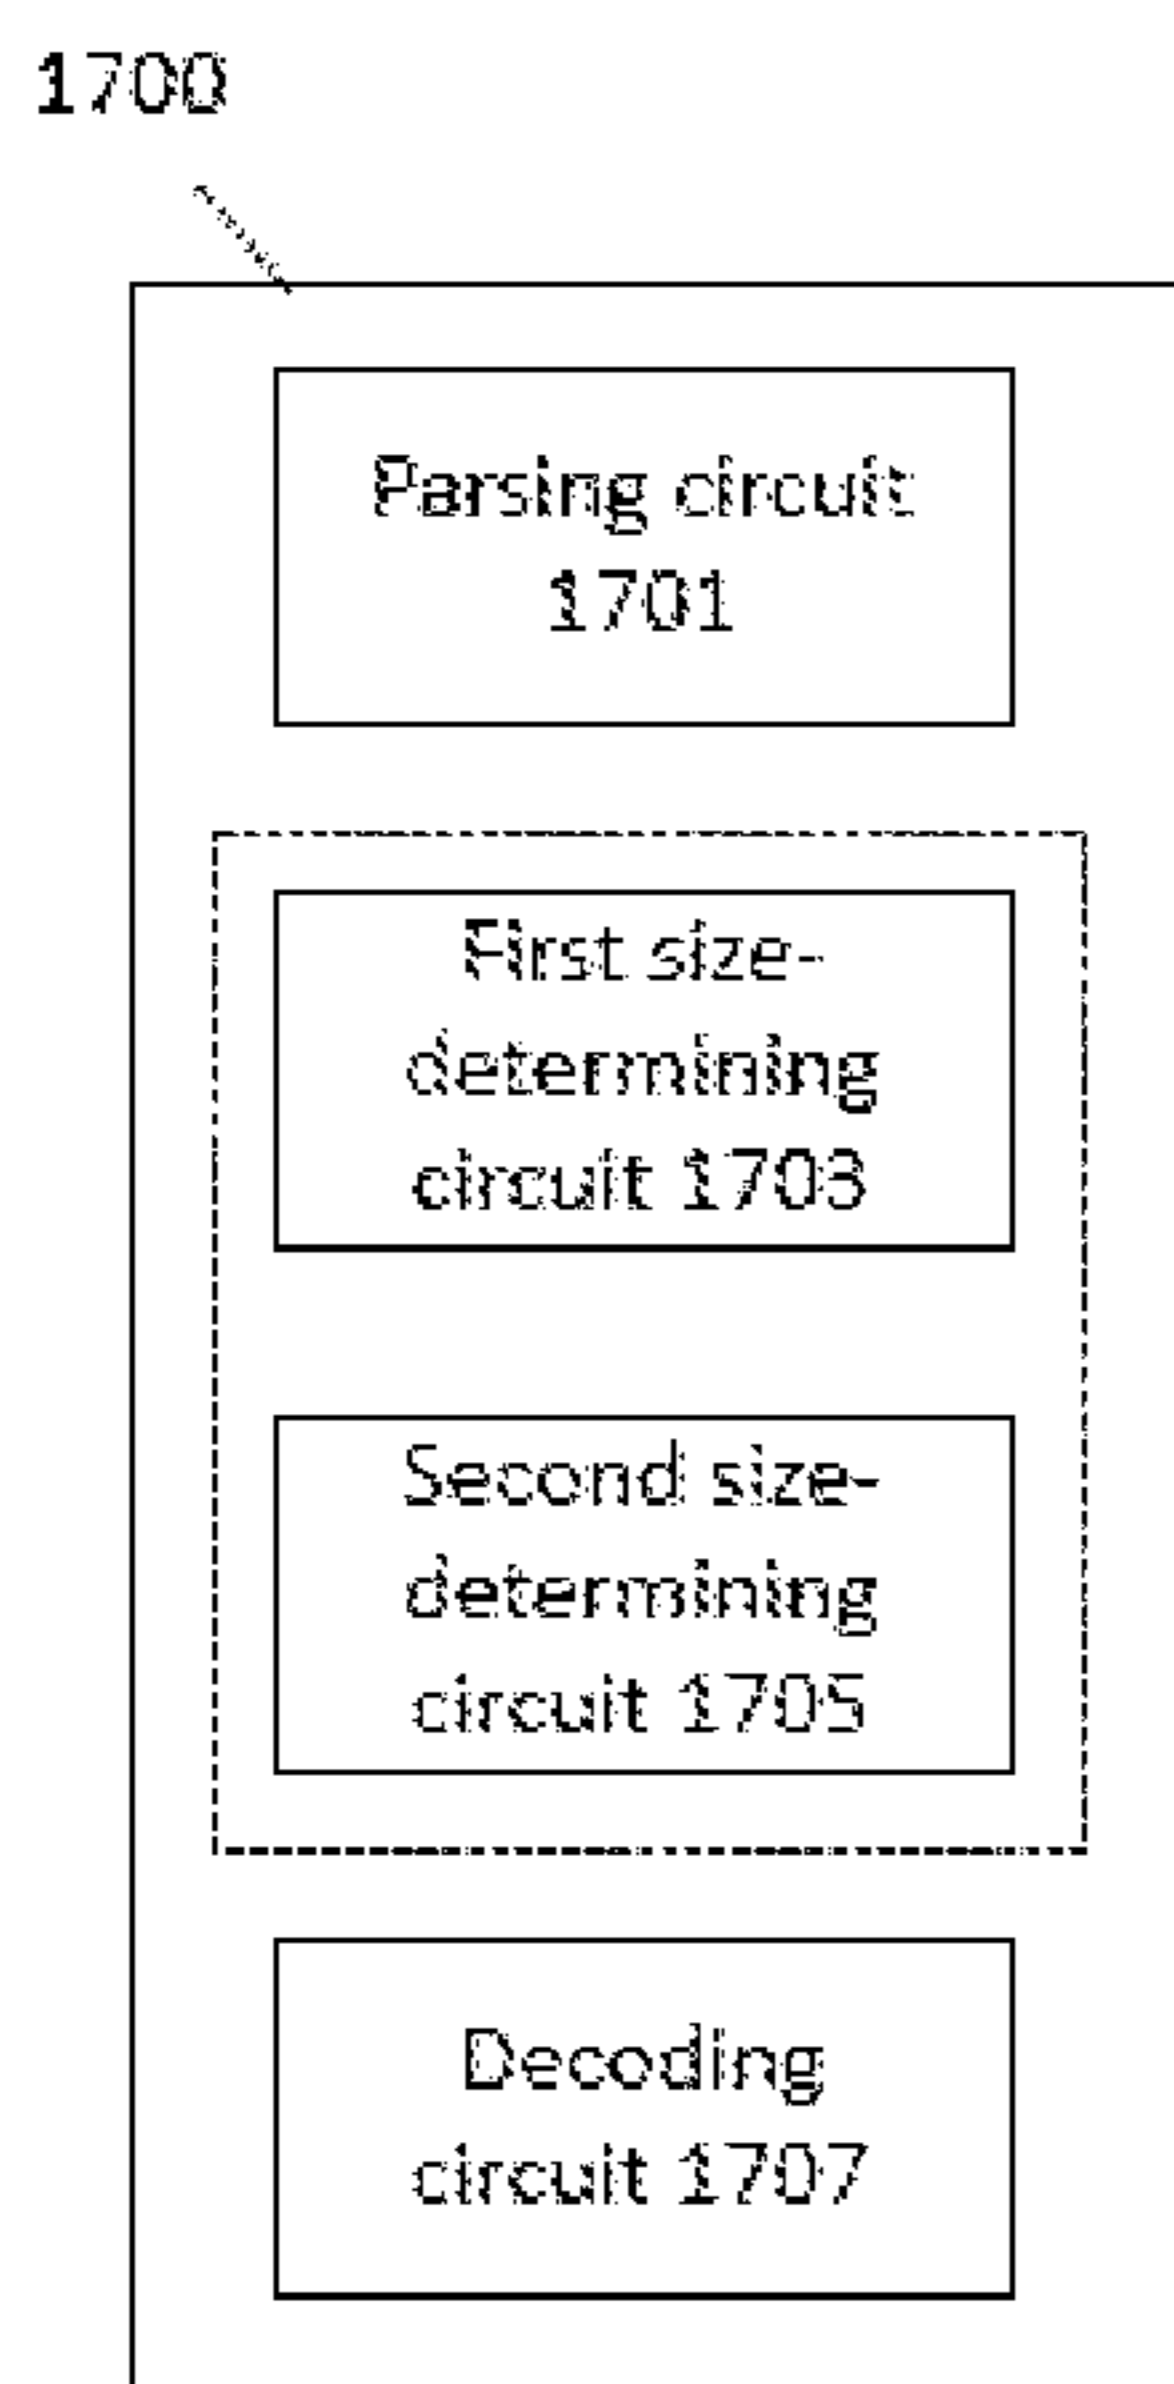 1700
Parsing circuit
1701
First size-
determining
circuit 1703
Second size-
determining
circuit 1705
Decoding
circuit 1707